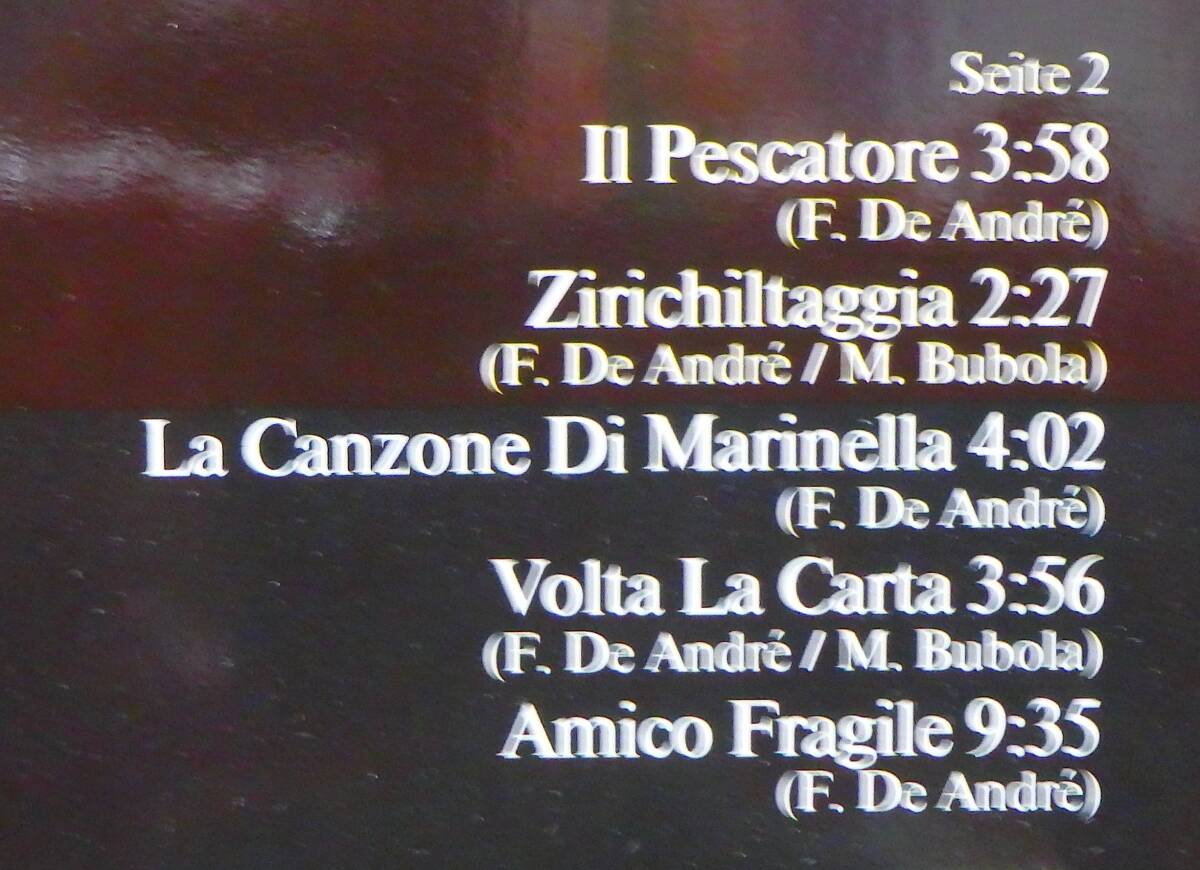 Seite 2
Il Pescatore 3:58
(F. De André)
Zirichiltaggia 2:27
(F. De André / M. Bubola)
La Canzone Di Marinella 4:02
(F. De André)
Volta La Carta 3:56
(F. De André / M. Bubola)
Amico Fragile 9:35
(F. De André)